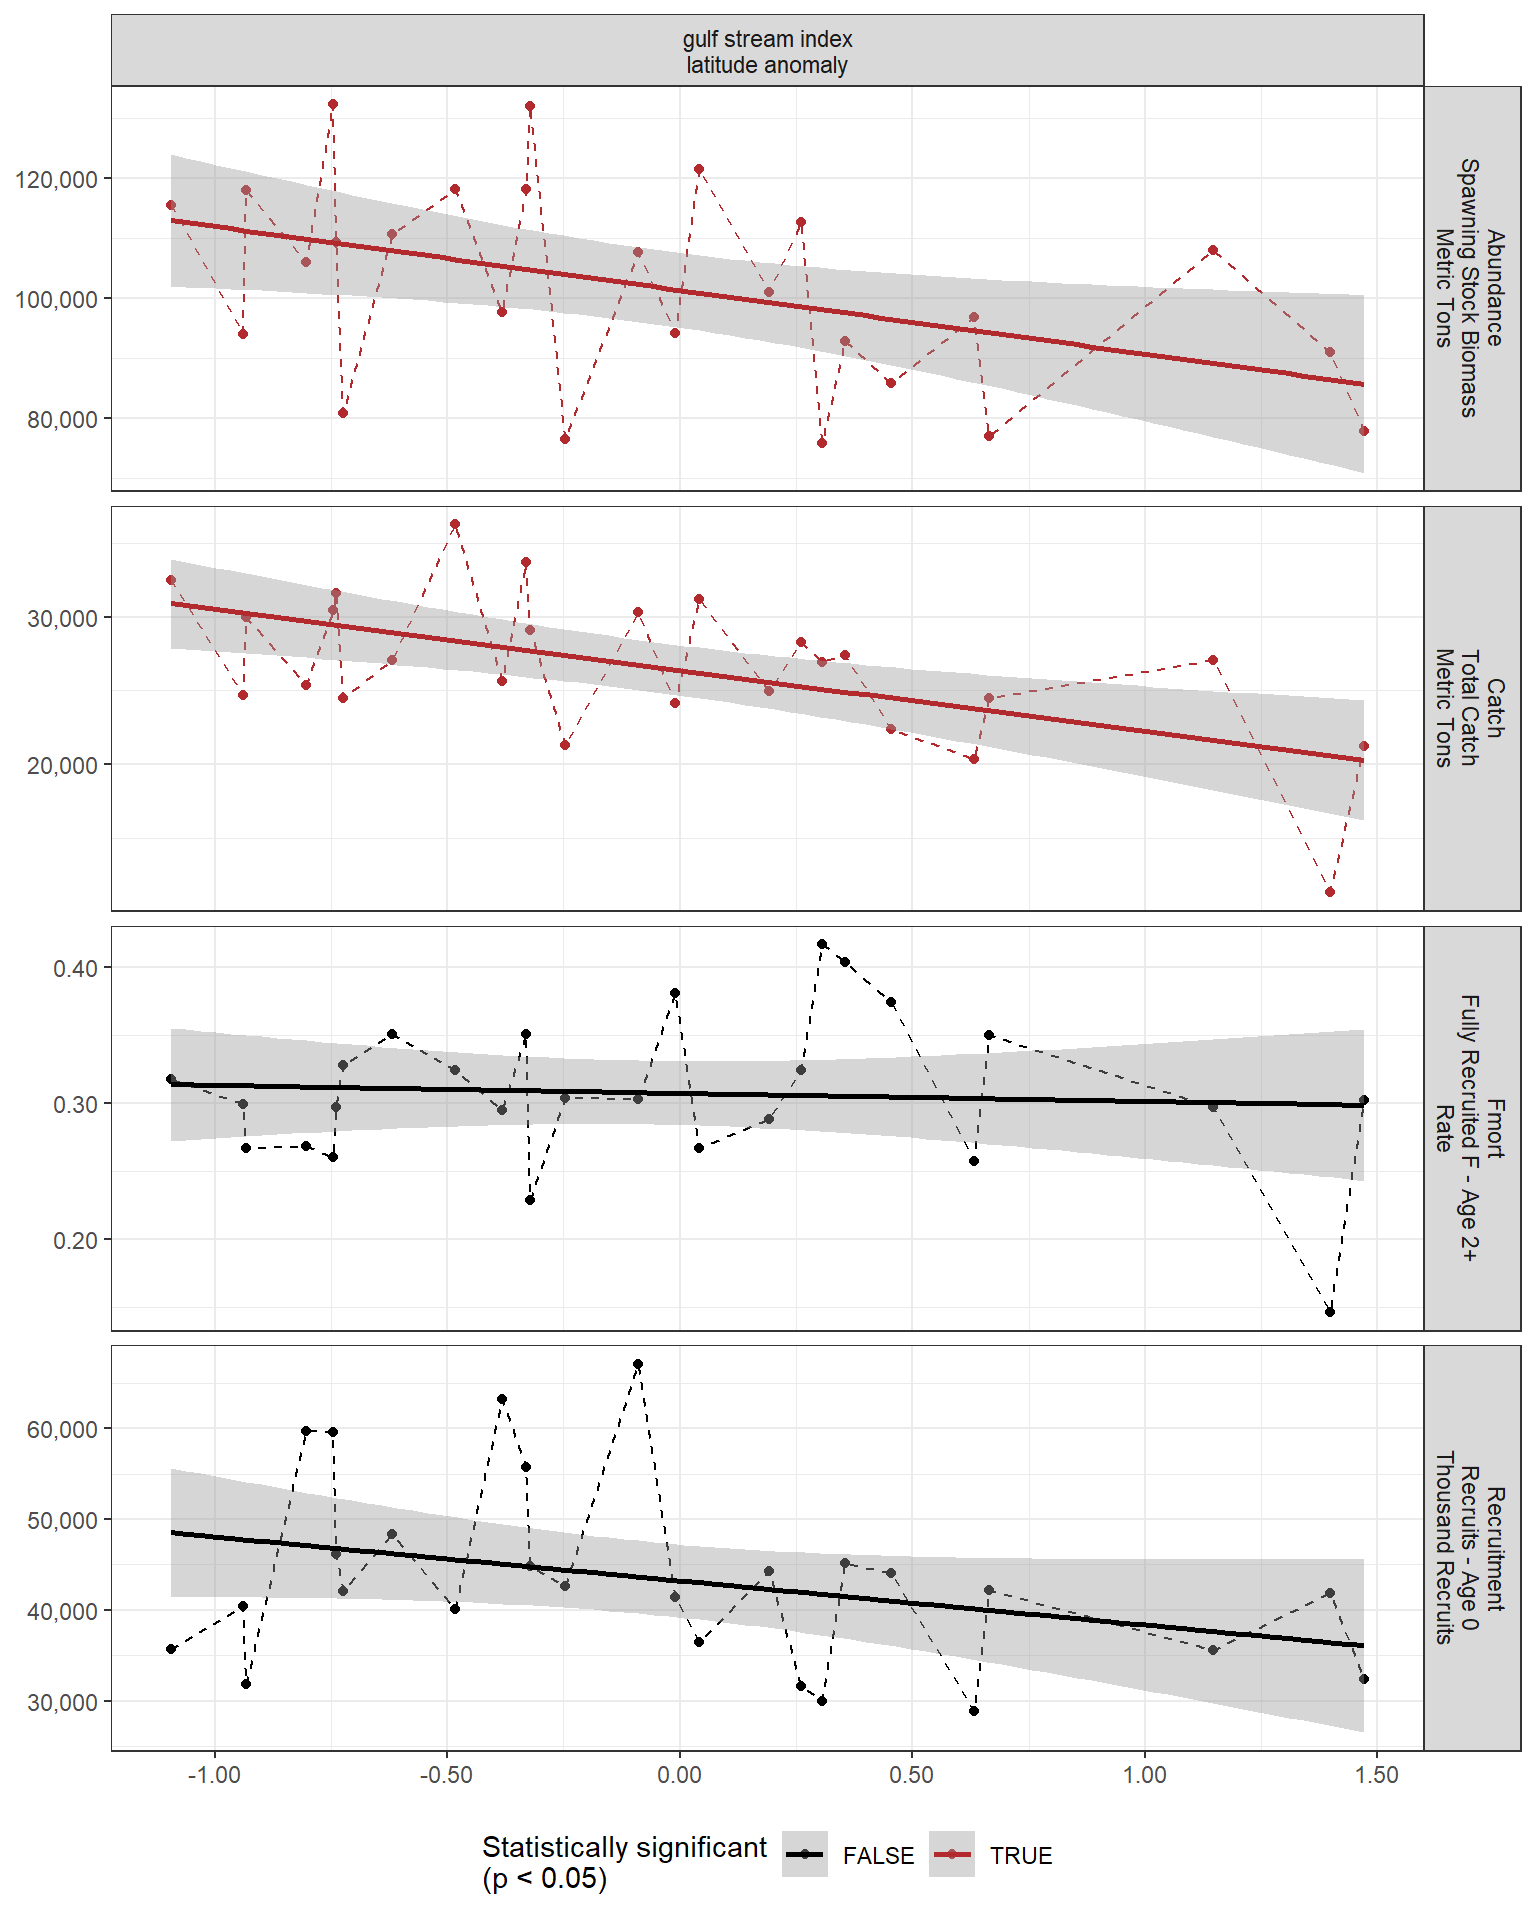 gulf stream index
latitude anomaly
120,000
100,000
80,000
Abundance
Spawning Stock Biomass
Metric Tons
30,000
20,000
Catch
Total Catch
Metric Tons
0.40
0.30
0.20
Fmort
Fully Recruited F - Age 2+
Rate
60,000
50,000
40,000
30,000
Recruitment
Recruits - Age 0
Thousand Recruits
-1.00 -0.50 0.00 0.50 1.00 1.50
Statistically significant
(p < 0.05)
FALSE TRUE